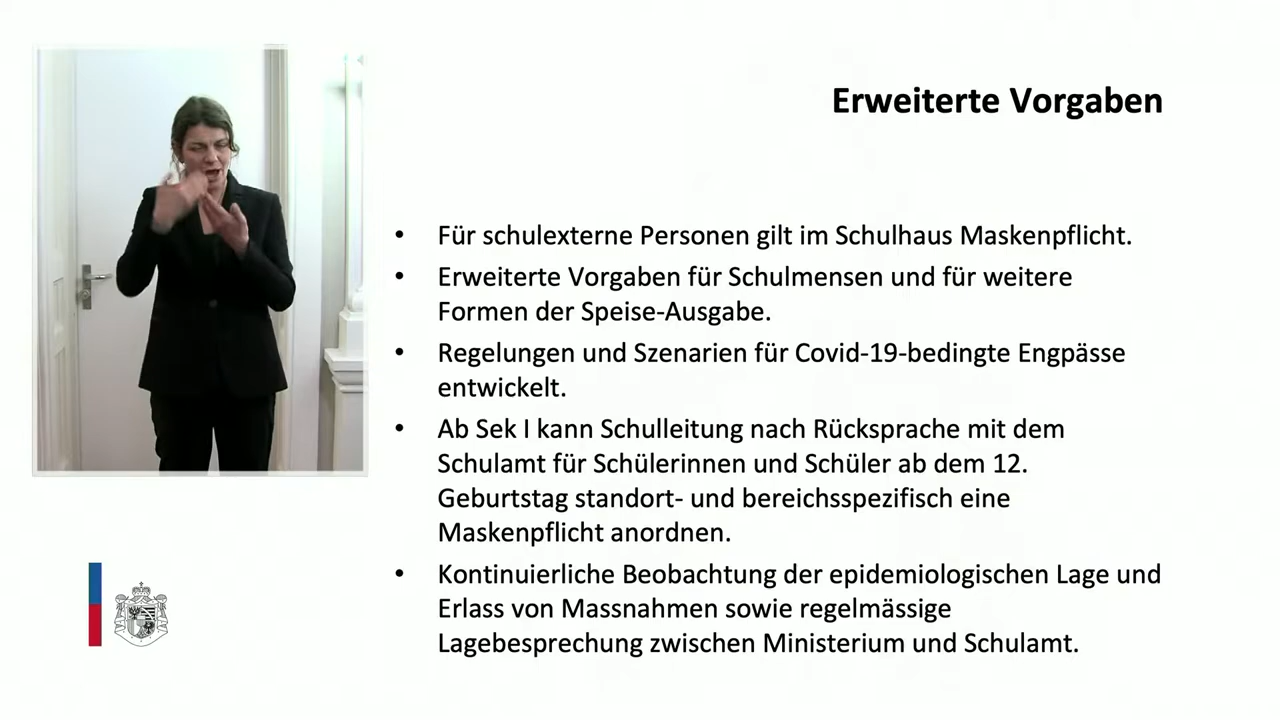 Erweiterte Vorgaben
• Für schulexterne Personen gilt im Schulhaus Maskenpflicht.
• Erweiterte Vorgaben für Schulmensen und für weitere
Formen der Speise-Ausgabe.
• Regelungen und Szenarien für Covid-19-bedingte Engpässe
entwickelt.
• Ab Sek I kann Schulleitung nach Rücksprache mit dem
Schulamt für Schülerinnen und Schüler ab dem 12.
Geburtstag standort- und bereichsspezifisch eine
Maskenpflicht anordnen.
• Kontinuierliche Beobachtung der epidemiologischen Lage und
Erlass von Massnahmen sowie regelmässige
Lagebesprechung zwischen Ministerium und Schulamt.